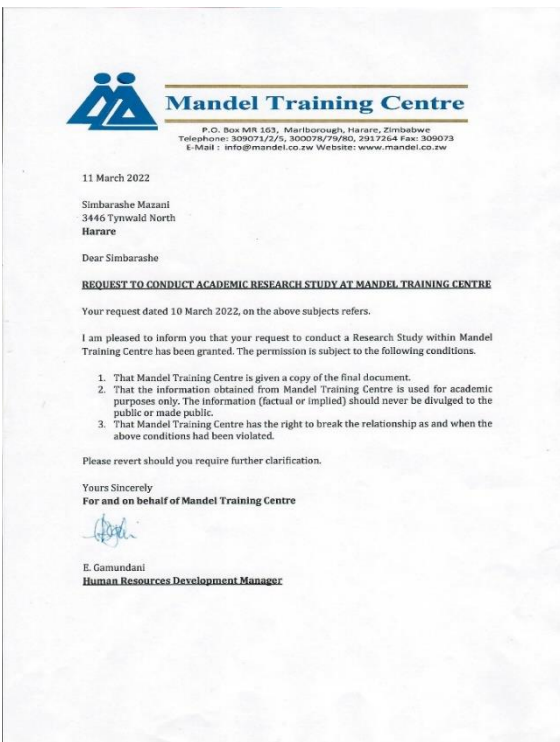 Mandel Training Centre
P.O. Box MR 163, Marlborough, Harare, Zimbabwe
Telephone: 309071/2/5, 300078/79/80, 2917264 Fax: 309073
E-Mail : info@mandel.co.zw Website: www.mandel.co.zw
11 March 2022
Simbarashe Mazani
3446 Tynwald North
Harare
Dear Simbarashe
REQUEST TO CONDUCT ACADEMIC RESEARCH STUDY AT MANDEL TRAINING CENTRE
Your request dated 10 March 2022, on the above subjects refers.
I am pleased to inform you that your request to conduct a Research Study within Mandel
Training Centre has been granted. The permission is subject to the following conditions.
1. That Mandel Training Centre is given a copy of the final document.
2. That the information obtained from Mandel Training Centre is used for academic
purposes only. The information (factual or implied) should never be divulged to the
public or made public.
3. That Mandel Training Centre has the right to break the relationship as and when the
above conditions had been violated.
Please revert should you require further clarification.
Yours Sincerely
For and on behalf of Mandel Training Centre
E. Gamundani
Human Resources Development Manager